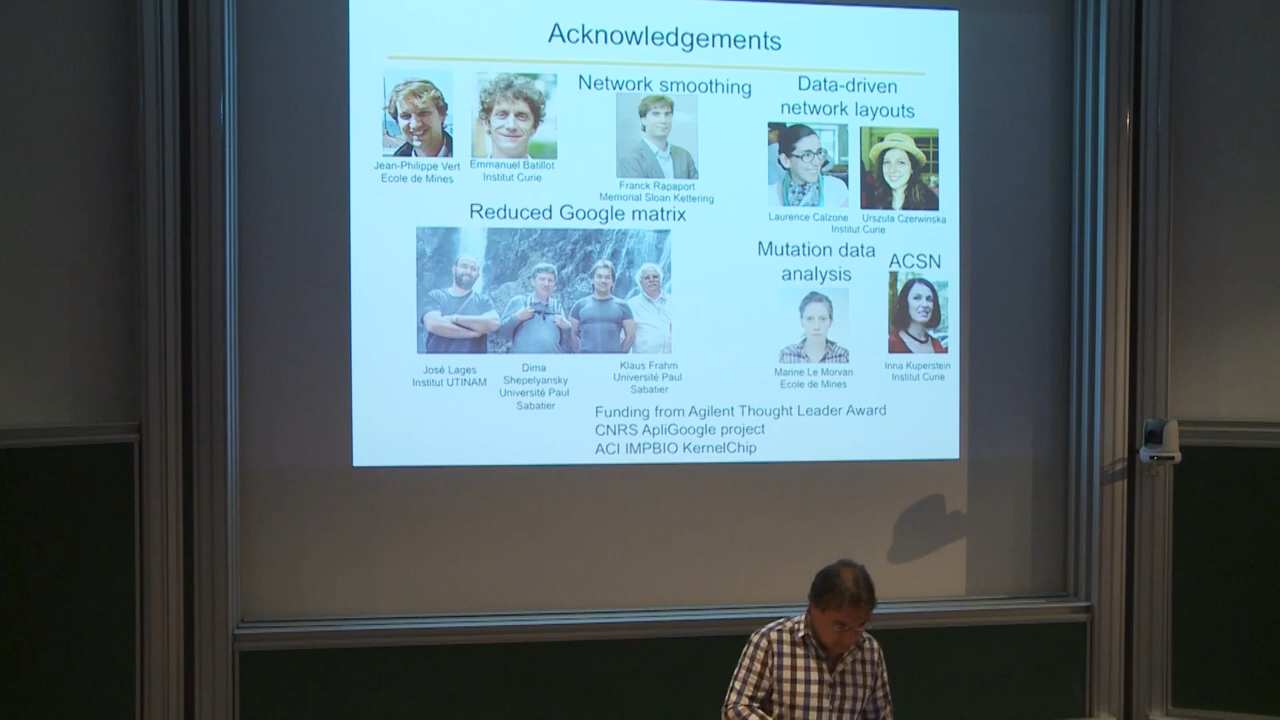 Acknowledgements
Jean-Philippe Vert
Ecole de Mines
Emmanuel Batillot
Institut Curie
Network smoothing
Franck Rapaport
Memorial Sloan Kettering
Data-driven
network layouts
Laurence Calzone
Urszula Czerwinska
Institut Curie
Reduced Google matrix
José Lages
Institut UTINAM
Dima
Shepelyansky
Université Paul
Sabatier
Klaus Frahm
Université Paul
Sabatier
Mutation data
analysis
Marine Le Morvan
Ecole de Mines
ACSN
Inna Kuperstein
Institut Curie
Funding from Agilent Thought Leader Award
CNRS ApliGoogle project
ACI IMPBIO KernelChip